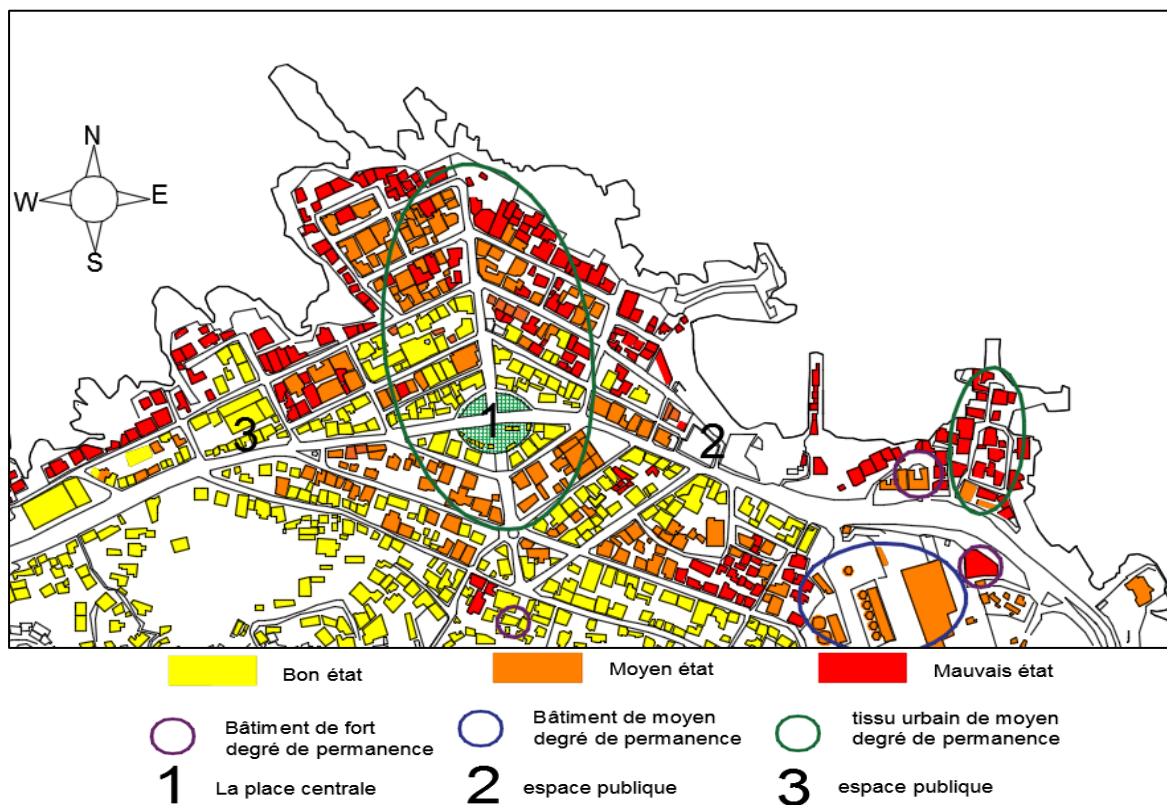 N
W E
S
1
2
3
Bon état
Moyen état
Mauvais état
Bâtiment de fort
degré de permanence
Bâtiment de moyen
degré de permanence
tissu urbain de moyen
degré de permanence
1 La place centrale
2 espace publique
3 espace publique